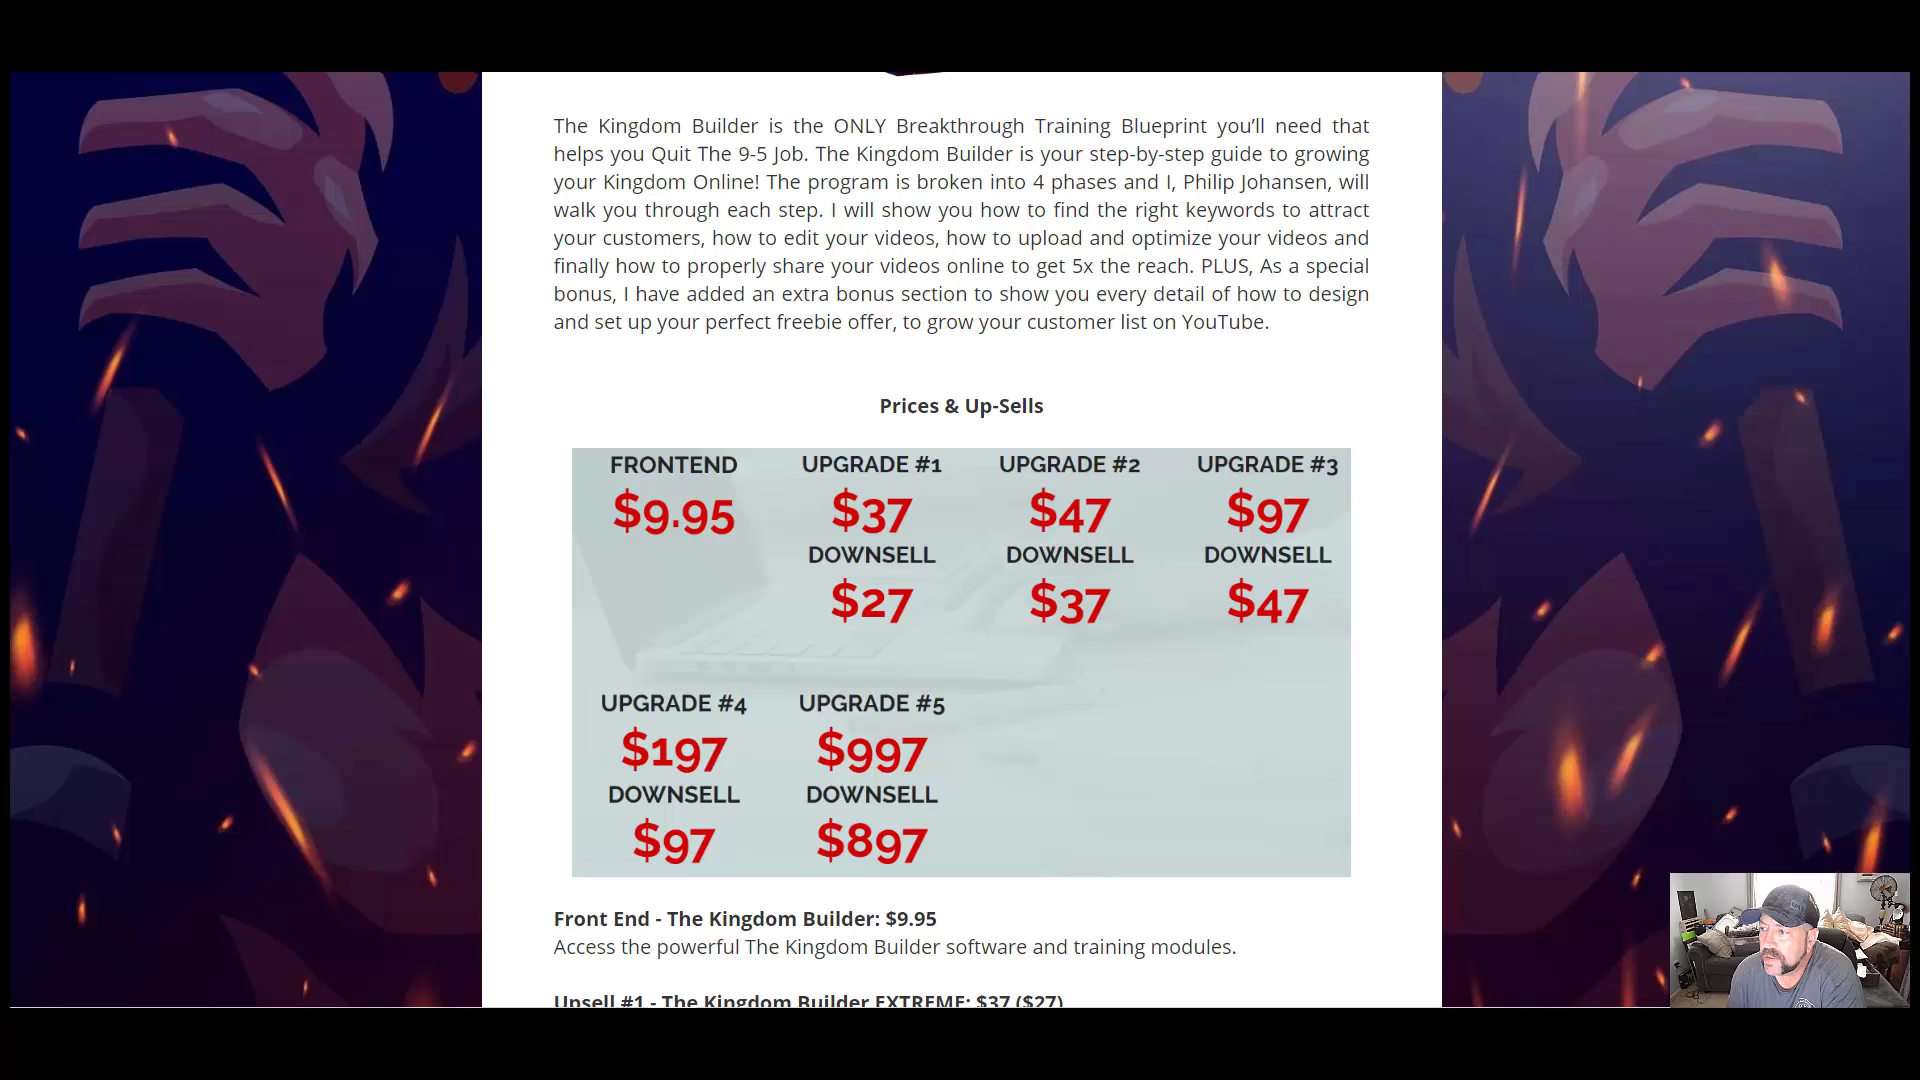 The Kingdom Builder is the ONLY Breakthrough Training Blueprint you’ll need that
helps you Quit The 9-5 Job. The Kingdom Builder is your step-by-step guide to growing
your Kingdom Online! The program is broken into 4 phases and I, Philip Johansen, will
walk you through each step. I will show you how to find the right keywords to attract
your customers, how to edit your videos, how to upload and optimize your videos and
finally how to properly share your videos online to get 5x the reach. PLUS, As a special
bonus, I have added an extra bonus section to show you every detail of how to design
and set up your perfect freebie offer, to grow your customer list on YouTube.
Prices & Up-Sells
FRONTEND UPGRADE #1 UPGRADE #2 UPGRADE #3
$9.95 $37 $47 $97
DOWNSELL DOWNSELL DOWNSELL
$27 $37 $47
UPGRADE #4 UPGRADE #5
$197 $997
DOWNSELL DOWNSELL
$97 $897
Front End - The Kingdom Builder: $9.95
Access the powerful The Kingdom Builder software and training modules.
Upsell #1 - The Kingdom Builder EXTREME: $37 ($27)